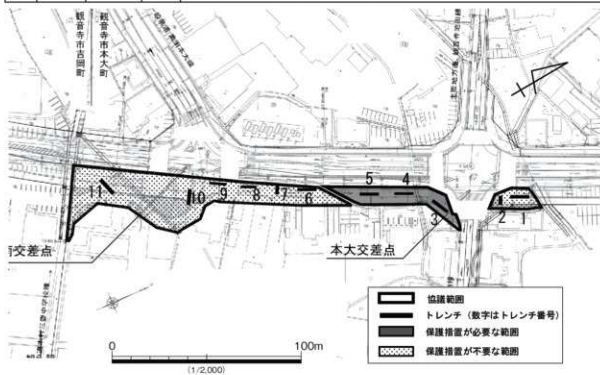 観音寺市吉岡町
観音寺市本大町
11
10
9
8
7
6
5
4
3
2
1
交差点
本大交差点
協議範囲
トレンチ（数字はトレンチ番号）
保護措置が必要な範囲
保護措置が不要な範囲
0 100m
(1/2,000)